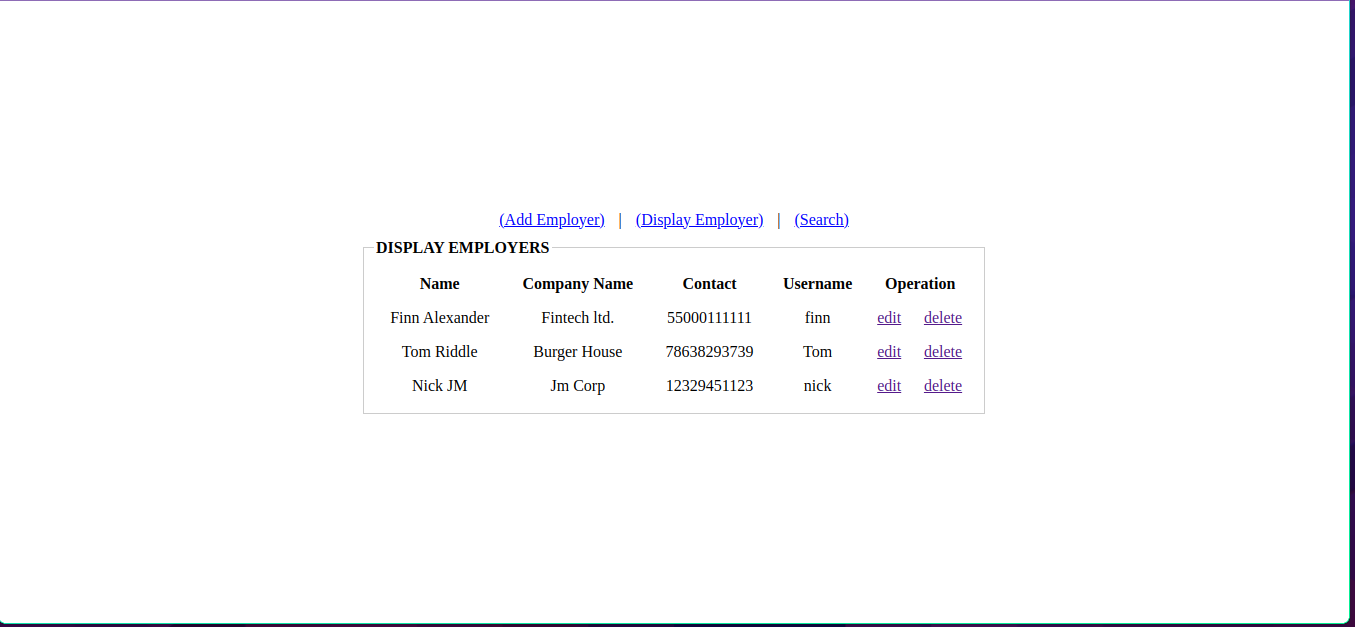 (Add Employer) | (Display Employer) | (Search)
DISPLAY EMPLOYERS
Name Company Name Contact Username Operation
Finn Alexander Fintech ltd. 55000111111 finn edit delete
Tom Riddle Burger House 78638293739 Tom edit delete
Nick JM Jm Corp 12329451123 nick edit delete